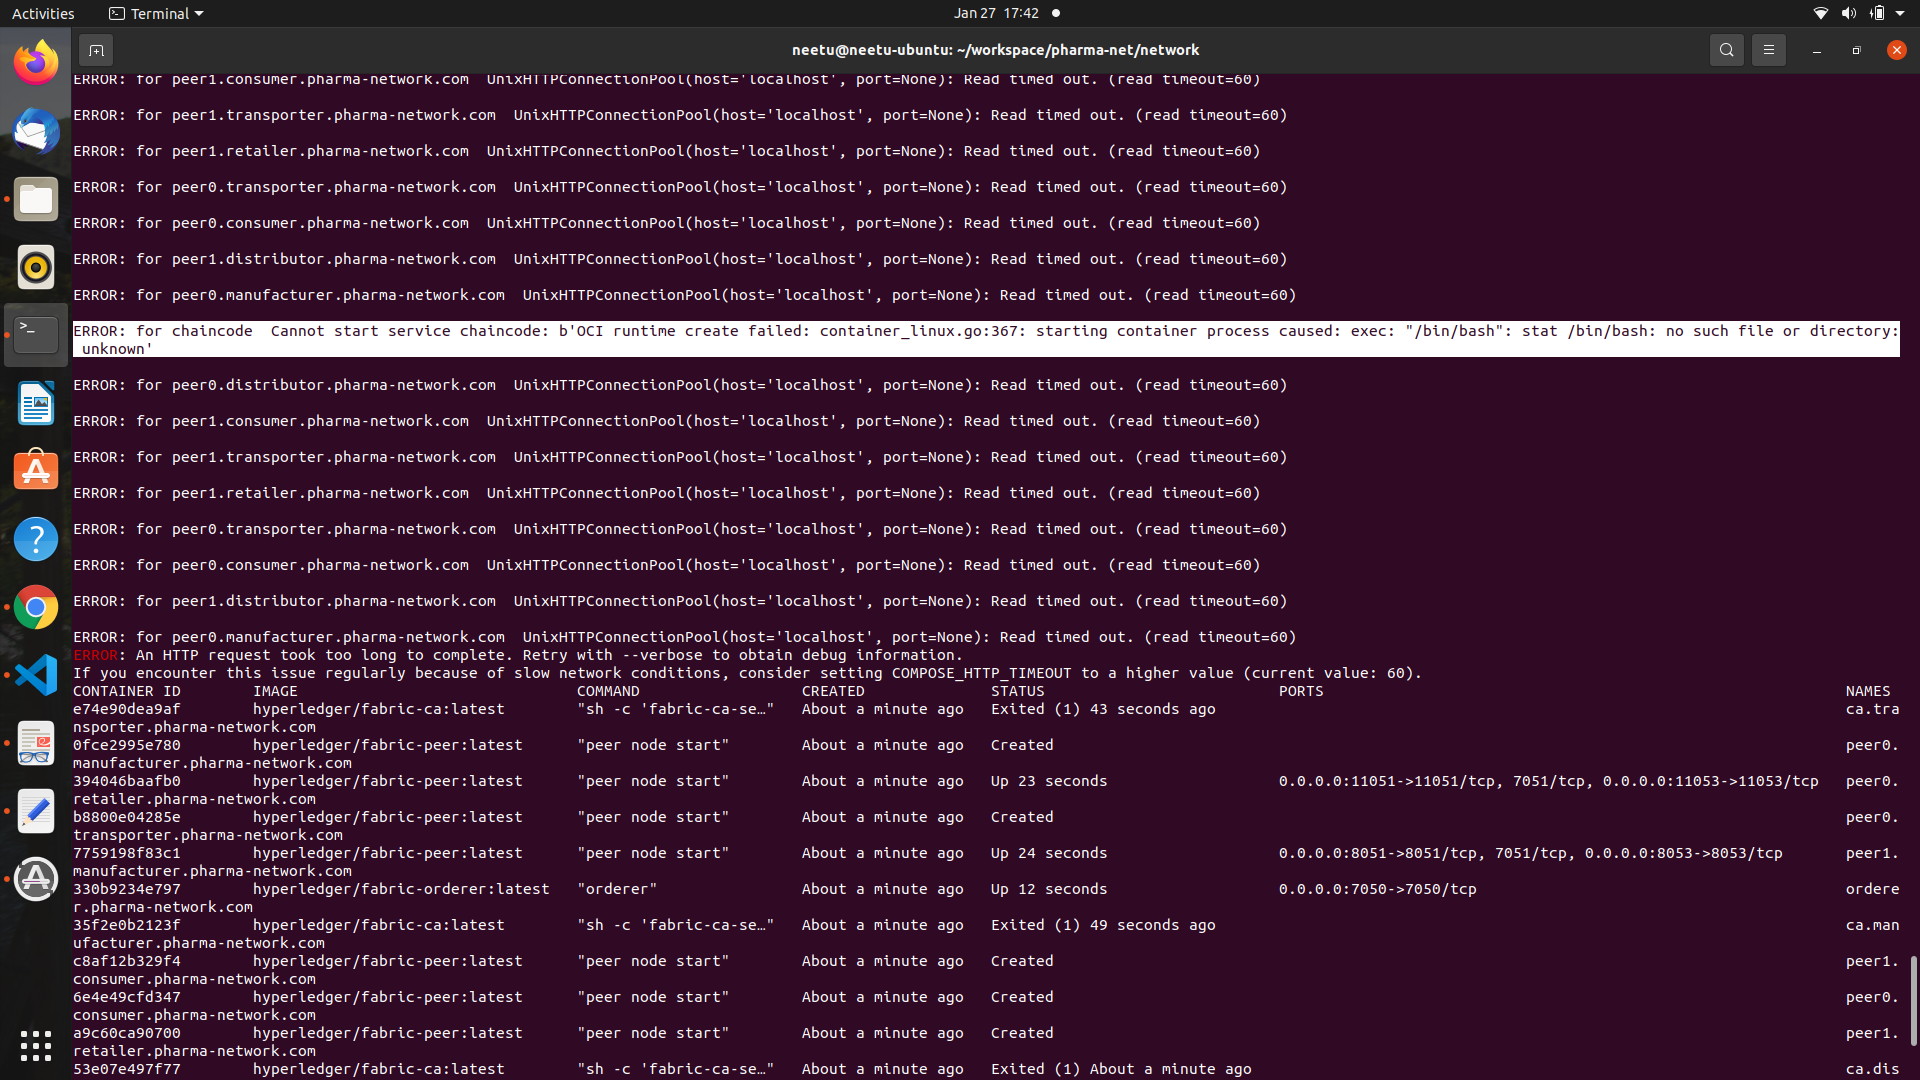 Activities
Terminal
Jan 27 17:42
neetu@neetu-ubuntu: ~/workspace/pharma-net/network
ERROR: for peer1.consumer.pharma-network.com  UnixHTTPConnectionPool(host='localhost', port=None): Read timed out. (read timeout=60)
ERROR: for peer1.transporter.pharma-network.com  UnixHTTPConnectionPool(host='localhost', port=None): Read timed out. (read timeout=60)
ERROR: for peer1.retailer.pharma-network.com  UnixHTTPConnectionPool(host='localhost', port=None): Read timed out. (read timeout=60)
ERROR: for peer0.transporter.pharma-network.com  UnixHTTPConnectionPool(host='localhost', port=None): Read timed out. (read timeout=60)
ERROR: for peer0.consumer.pharma-network.com  UnixHTTPConnectionPool(host='localhost', port=None): Read timed out. (read timeout=60)
ERROR: for peer1.distributor.pharma-network.com  UnixHTTPConnectionPool(host='localhost', port=None): Read timed out. (read timeout=60)
ERROR: for peer0.manufacturer.pharma-network.com  UnixHTTPConnectionPool(host='localhost', port=None): Read timed out. (read timeout=60)
ERROR: for chaincode  Cannot start service chaincode: b'OCI runtime create failed: container_linux.go:367: starting container process caused: exec: "/bin/bash": stat /bin/bash: no such file or directory:
unknown'
ERROR: for peer0.distributor.pharma-network.com  UnixHTTPConnectionPool(host='localhost', port=None): Read timed out. (read timeout=60)
ERROR: for peer1.consumer.pharma-network.com  UnixHTTPConnectionPool(host='localhost', port=None): Read timed out. (read timeout=60)
ERROR: for peer1.transporter.pharma-network.com  UnixHTTPConnectionPool(host='localhost', port=None): Read timed out. (read timeout=60)
ERROR: for peer1.retailer.pharma-network.com  UnixHTTPConnectionPool(host='localhost', port=None): Read timed out. (read timeout=60)
ERROR: for peer0.transporter.pharma-network.com  UnixHTTPConnectionPool(host='localhost', port=None): Read timed out. (read timeout=60)
ERROR: for peer0.consumer.pharma-network.com  UnixHTTPConnectionPool(host='localhost', port=None): Read timed out. (read timeout=60)
ERROR: for peer1.distributor.pharma-network.com  UnixHTTPConnectionPool(host='localhost', port=None): Read timed out. (read timeout=60)
ERROR: for peer0.manufacturer.pharma-network.com  UnixHTTPConnectionPool(host='localhost', port=None): Read timed out. (read timeout=60)
ERROR: An HTTP request took too long to complete. Retry with --verbose to obtain debug information.
If you encounter this issue regularly because of slow network conditions, consider setting COMPOSE_HTTP_TIMEOUT to a higher value (current value: 60).
CONTAINER ID  IMAGE  COMMAND  CREATED  STATUS  PORTS  NAMES
e74e90dea9af  hyperledger/fabric-ca:latest  "sh -c 'fabric-ca-se…"  About a minute ago  Exited (1) 43 seconds ago  ca.tra
nsporter.pharma-network.com
0fce2995e780  hyperledger/fabric-peer:latest  "peer node start"  About a minute ago  Created  peer0.
manufacturer.pharma-network.com
394046baafb0  hyperledger/fabric-peer:latest  "peer node start"  About a minute ago  Up 23 seconds  0.0.0.0:11051->11051/tcp, 7051/tcp, 0.0.0.0:11053->11053/tcp  peer0.
retailer.pharma-network.com
b8800e04285e  hyperledger/fabric-peer:latest  "peer node start"  About a minute ago  Created  peer0.
transporter.pharma-network.com
7759198f83c1  hyperledger/fabric-peer:latest  "peer node start"  About a minute ago  Up 24 seconds  0.0.0.0:8051->8051/tcp, 7051/tcp, 0.0.0.0:8053->8053/tcp  peer1.
manufacturer.pharma-network.com
330b9234e797  hyperledger/fabric-orderer:latest  "orderer"  About a minute ago  Up 12 seconds  0.0.0.0:7050->7050/tcp  ordere
r.pharma-network.com
35f2e0b2123f  hyperledger/fabric-ca:latest  "sh -c 'fabric-ca-se…"  About a minute ago  Exited (1) 49 seconds ago  ca.man
ufacturer.pharma-network.com
c8af12b329f4  hyperledger/fabric-peer:latest  "peer node start"  About a minute ago  Created  peer1.
consumer.pharma-network.com
6e4e49cfd347  hyperledger/fabric-peer:latest  "peer node start"  About a minute ago  Created  peer0.
consumer.pharma-network.com
a9c60ca90700  hyperledger/fabric-peer:latest  "peer node start"  About a minute ago  Created  peer1.
retailer.pharma-network.com
53e07e497f77  hyperledger/fabric-ca:latest  "sh -c 'fabric-ca-se…"  About a minute ago  Exited (1) About a minute ago  ca.dis